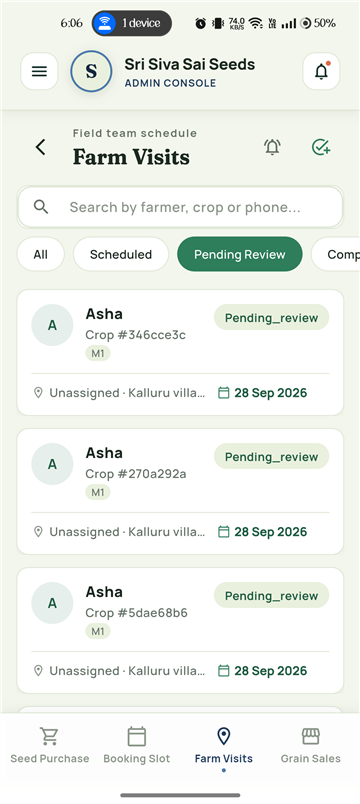 6:06 1 device 74.0 KB/S 50%
S Sri Siva Sai Seeds
ADMIN CONSOLE
Field team schedule
Farm Visits
Search by farmer, crop or phone...
All Scheduled Pending Review Comp
A Asha Pending_review
Crop #346cce3c
M1
Unassigned · Kalluru villa... 28 Sep 2026
A Asha Pending_review
Crop #270a292a
M1
Unassigned · Kalluru villa... 28 Sep 2026
A Asha Pending_review
Crop #5dae68b6
M1
Unassigned · Kalluru villa... 28 Sep 2026
Seed Purchase Booking Slot Farm Visits Grain Sales